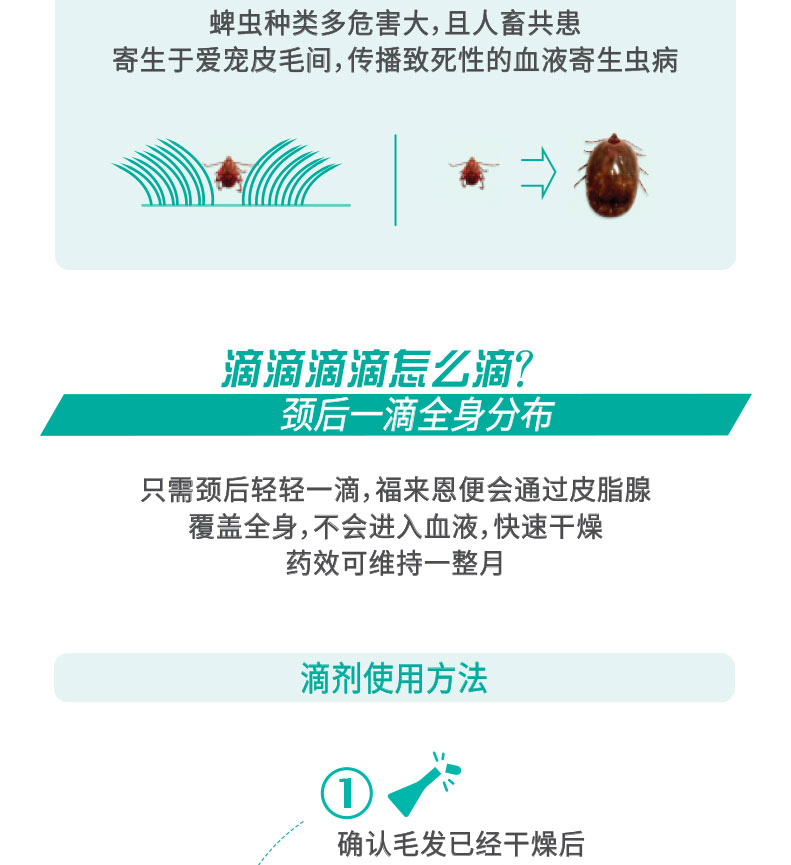 蜱虫种类多危害大，且人畜共患
寄生于爱宠皮毛间，传播致死性的血液寄生虫病
滴滴滴滴怎么滴？
颈后一滴全身分布
只需颈后轻轻一滴，福来恩便会通过皮脂腺
覆盖全身，不会进入血液，快速干燥
药效可维持一整月
滴剂使用方法
1
确认毛发已经干燥后